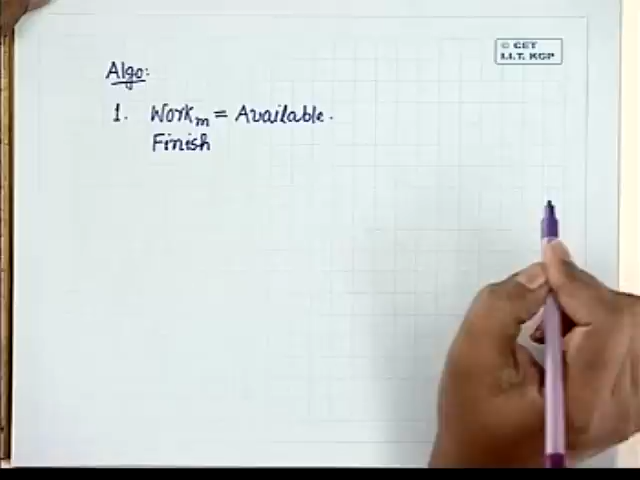 © CET
I.I.T. KGP
Algo:
1. Work_m = Available.
Finish